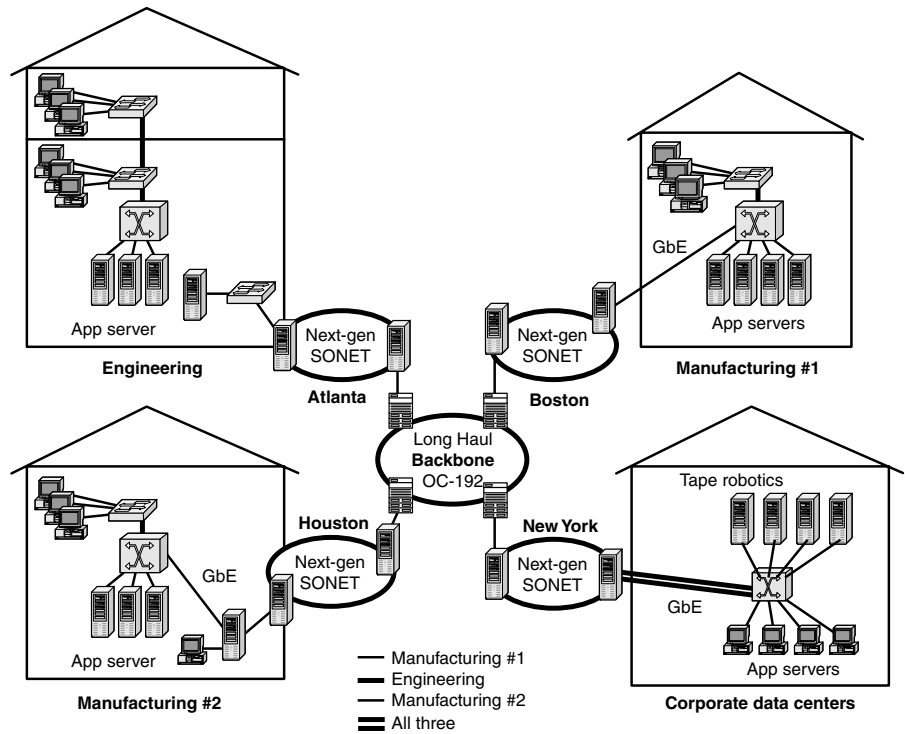 App server
Engineering
Next-gen
SONET
Atlanta
Next-gen
SONET
Boston
GbE
App servers
Manufacturing #1
Long Haul
Backbone
OC-192
GbE
App server
Manufacturing #2
Houston
Next-gen
SONET
New York
Next-gen
SONET
GbE
Tape robotics
App servers
Corporate data centers
Manufacturing #1
Engineering
Manufacturing #2
All three